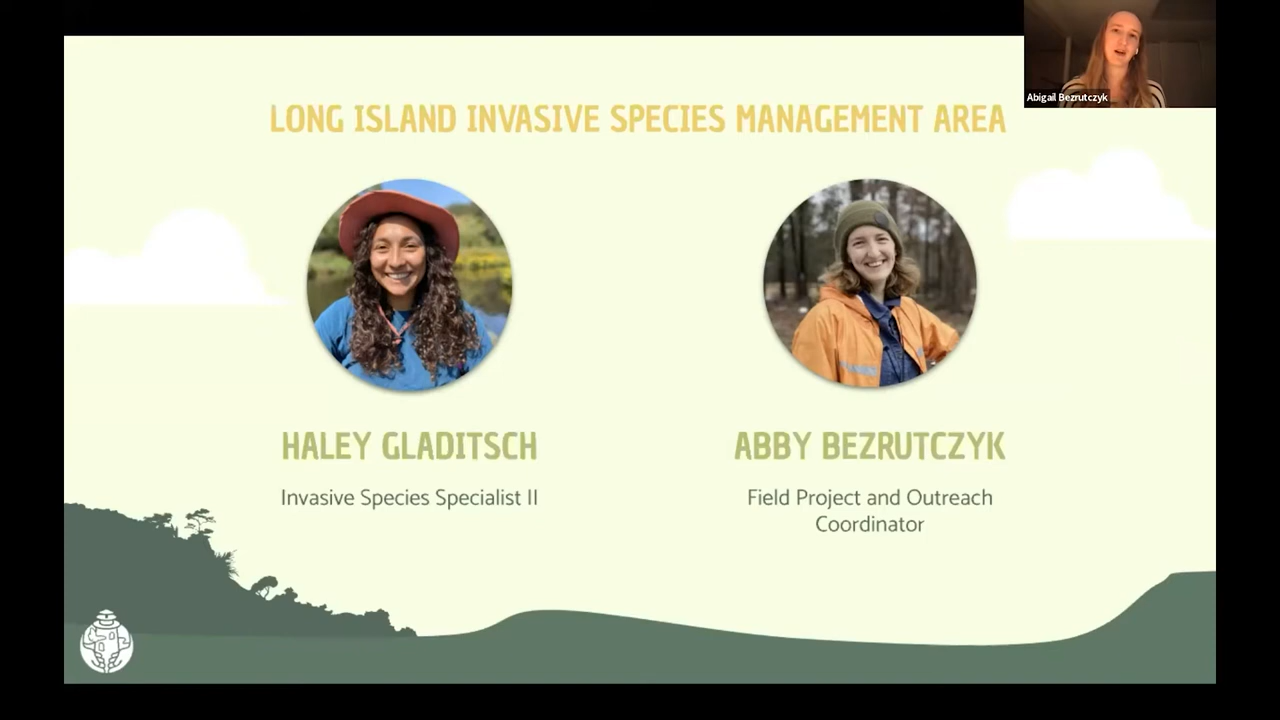 Abigail Bezrutczyk
LONG ISLAND INVASIVE SPECIES MANAGEMENT AREA
HALEY GLADITSCH
Invasive Species Specialist II
ABBY BEZRUTCZYK
Field Project and Outreach
Coordinator